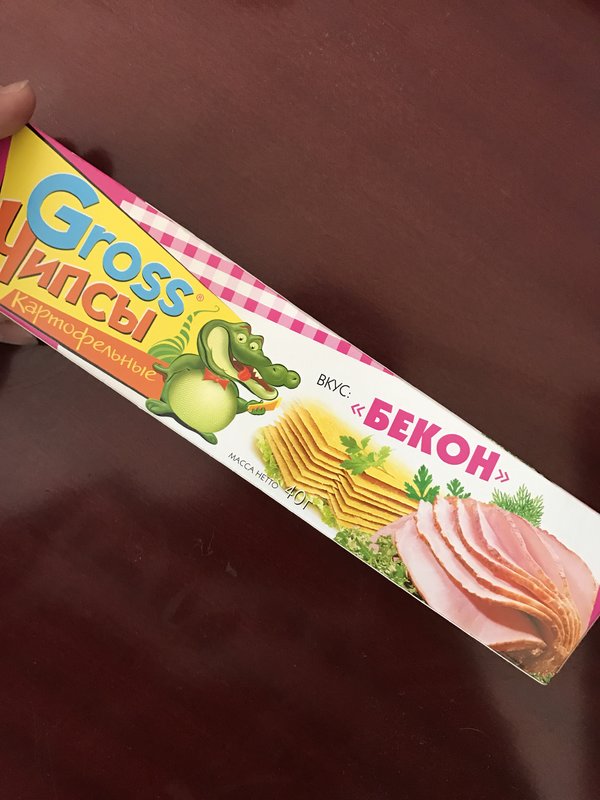 Gross®
Чипсы
Картофельные
ВКУС:
«БЕКОН»
МАССА НЕТТО 40г